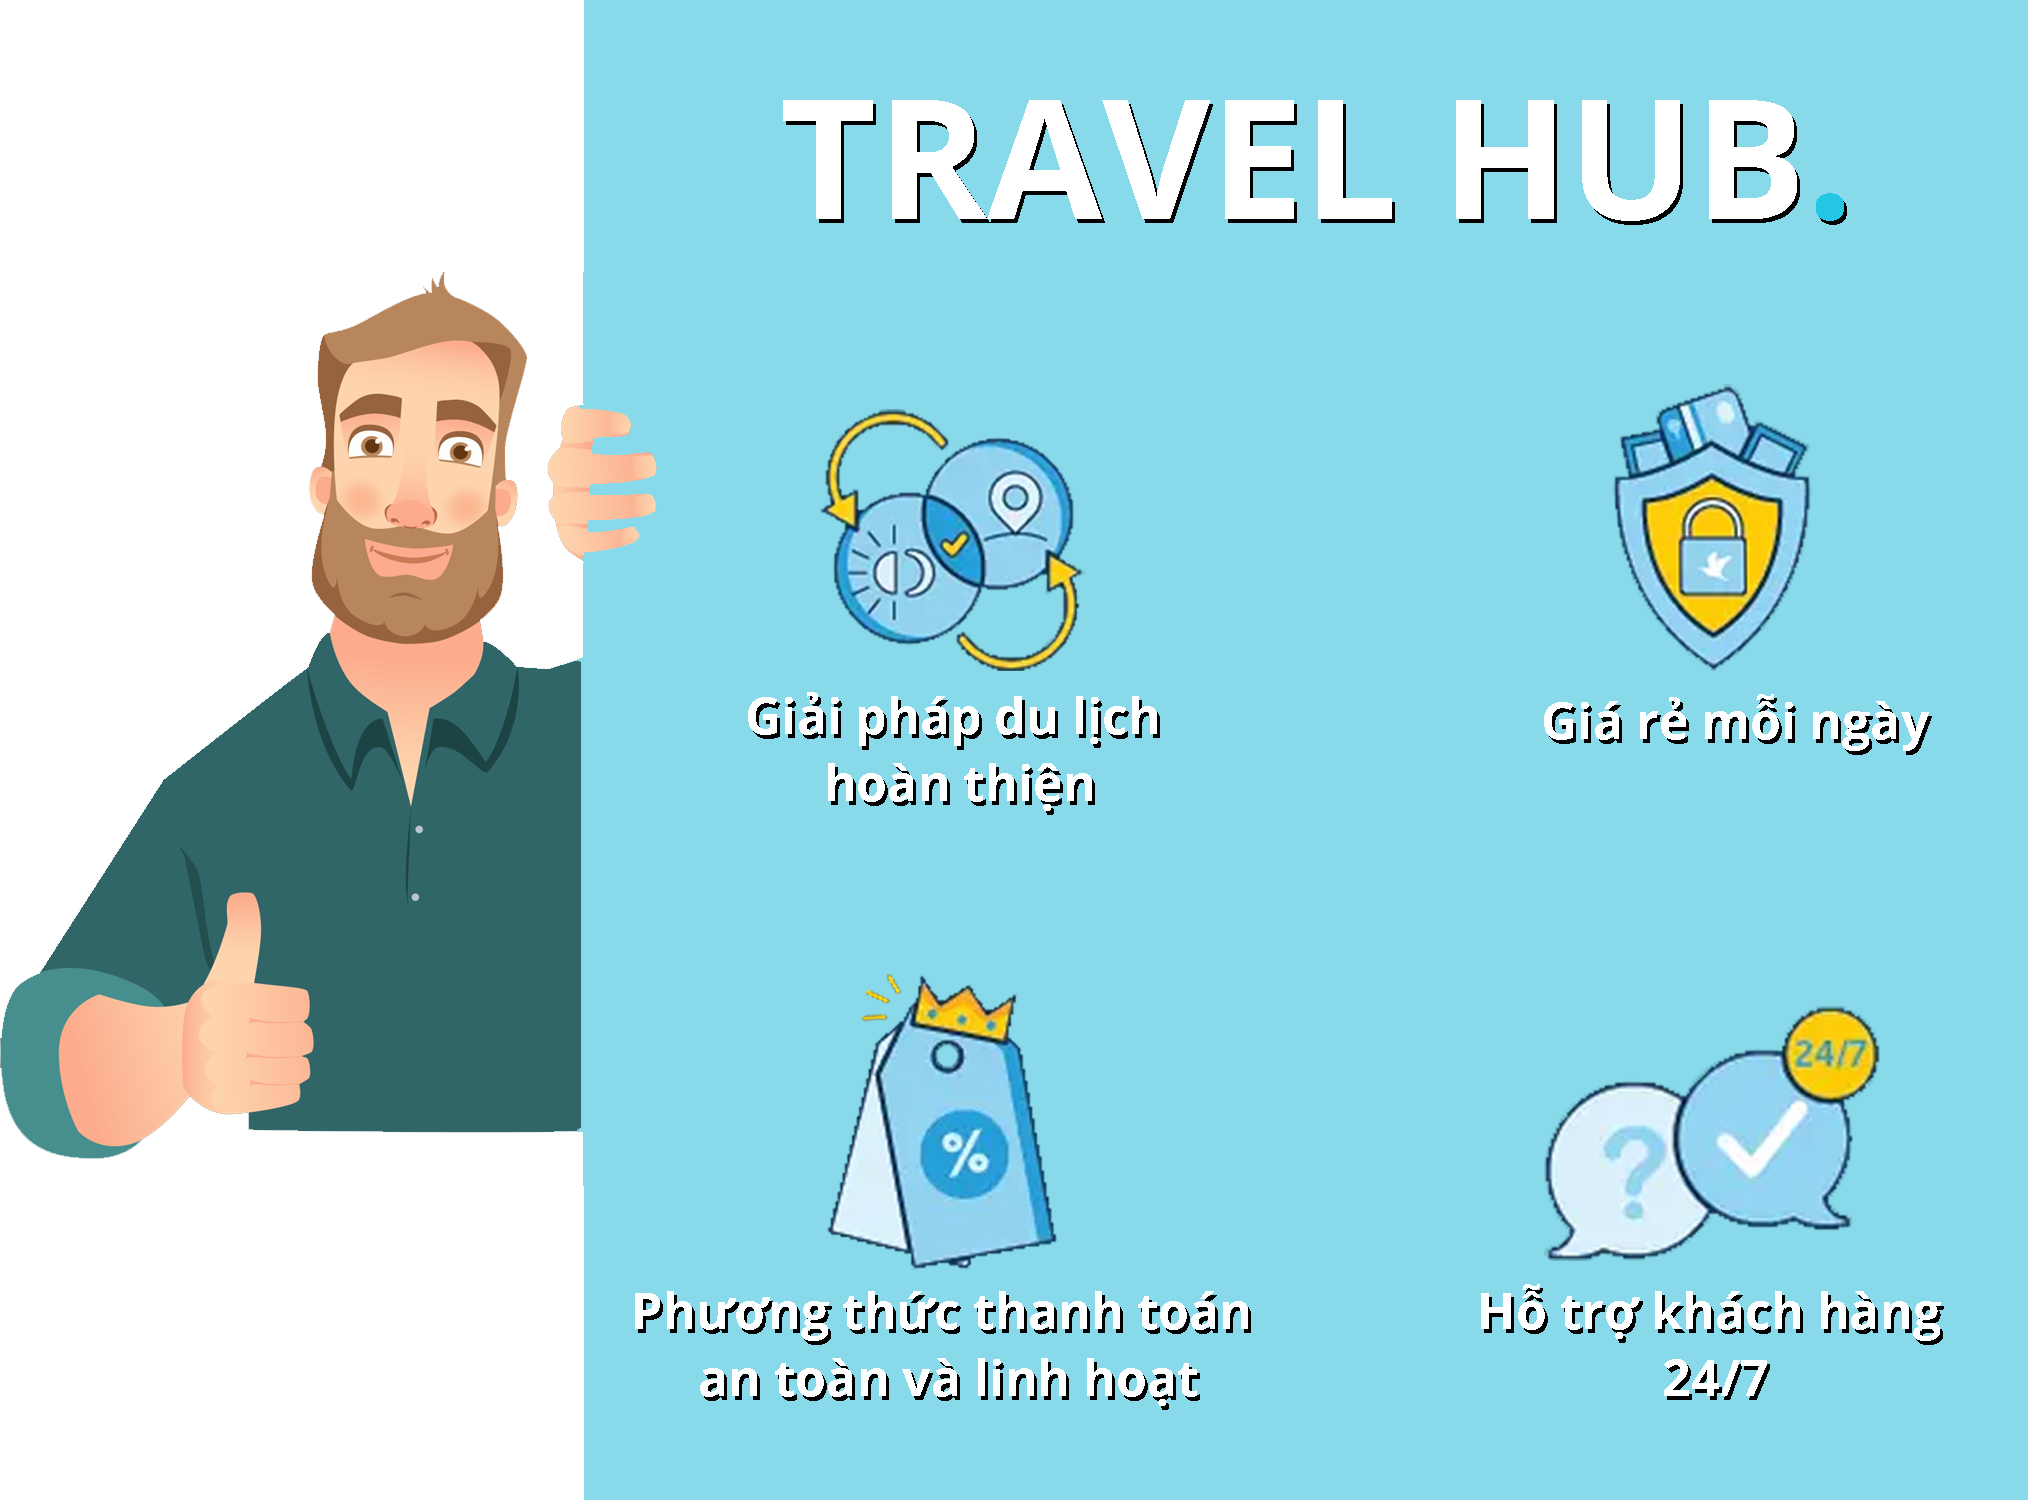 TRAVEL HUB.
Giải pháp du lịch
hoàn thiện
Giá rẻ mỗi ngày
%
24/7
?
Phương thức thanh toán
an toàn và linh hoạt
Hỗ trợ khách hàng
24/7